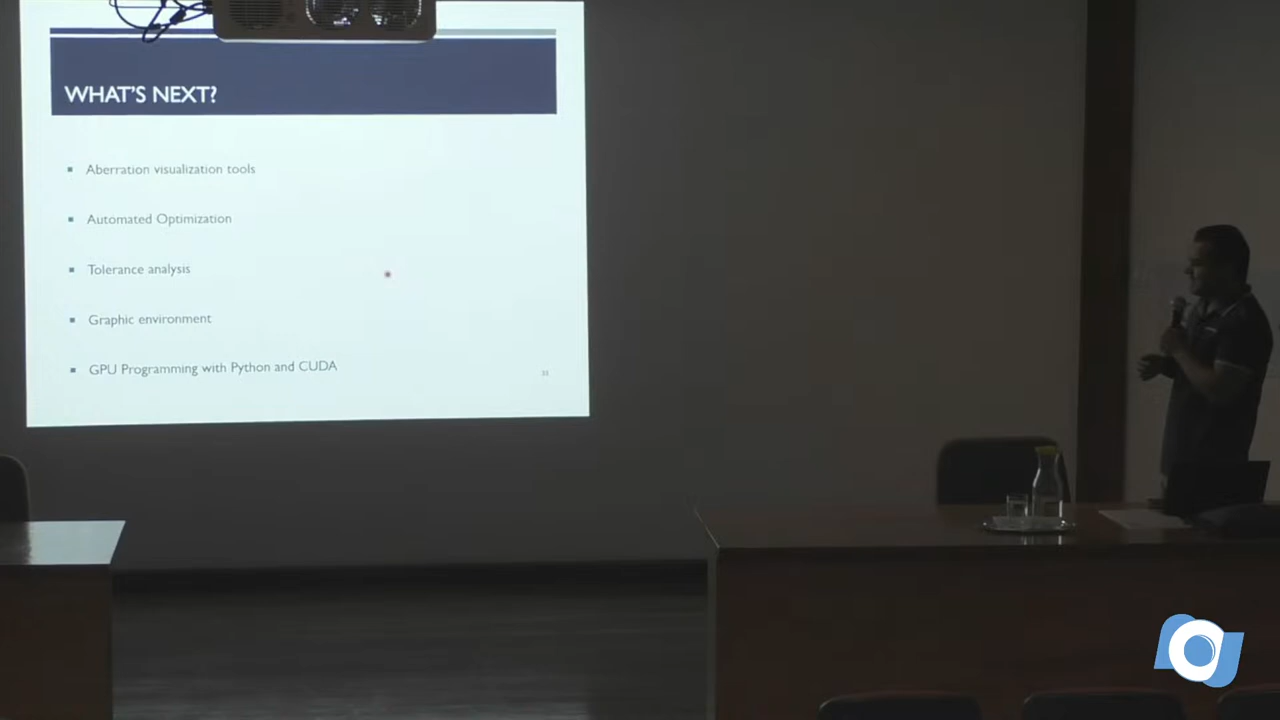 WHAT'S NEXT?
Aberration visualization tools
Automated Optimization
Tolerance analysis
Graphic environment
GPU Programming with Python and CUDA